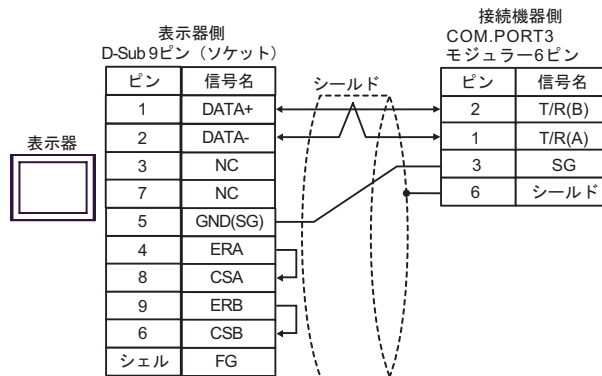 表示器側
D-Sub 9ピン（ソケット）
ピン 信号名
1 DATA+
2 DATA-
3 NC
7 NC
5 GND(SG)
4 ERA
8 CSA
9 ERB
6 CSB
シェル FG
表示器
シールド
接続機器側
COM.PORT3
モジュラー6ピン
ピン 信号名
2 T/R(B)
1 T/R(A)
3 SG
6 シールド